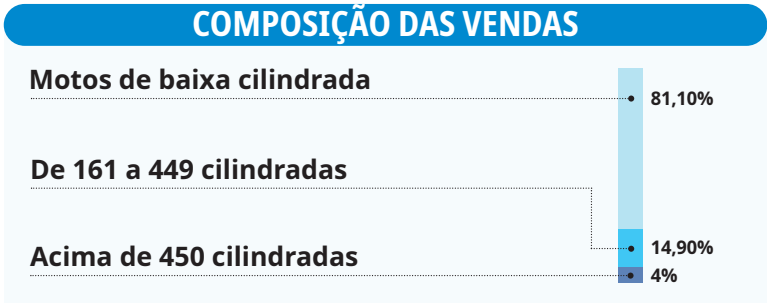 COMPOSIÇÃO DAS VENDAS
Motos de baixa cilindrada
81,10%
De 161 a 449 cilindradas
14,90%
Acima de 450 cilindradas
4%